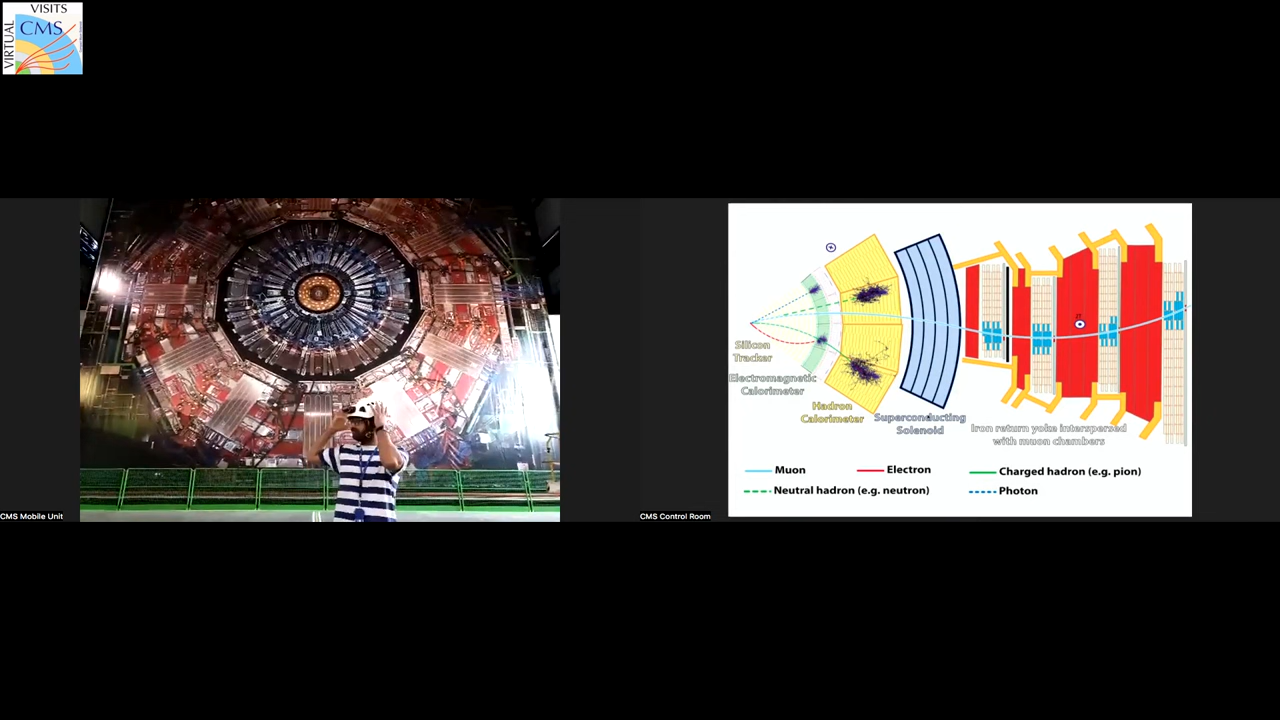 VISITS
CMS
VIRTUAL
Silicon
Tracker
Electromagnetic
Calorimeter
Hadron
Calorimeter
Superconducting
Solenoid
Iron return yoke interspersed
with muon chambers
Muon
Electron
Charged hadron (e.g. pion)
Neutral hadron (e.g. neutron)
Photon
CMS Mobile Unit
CMS Control Room